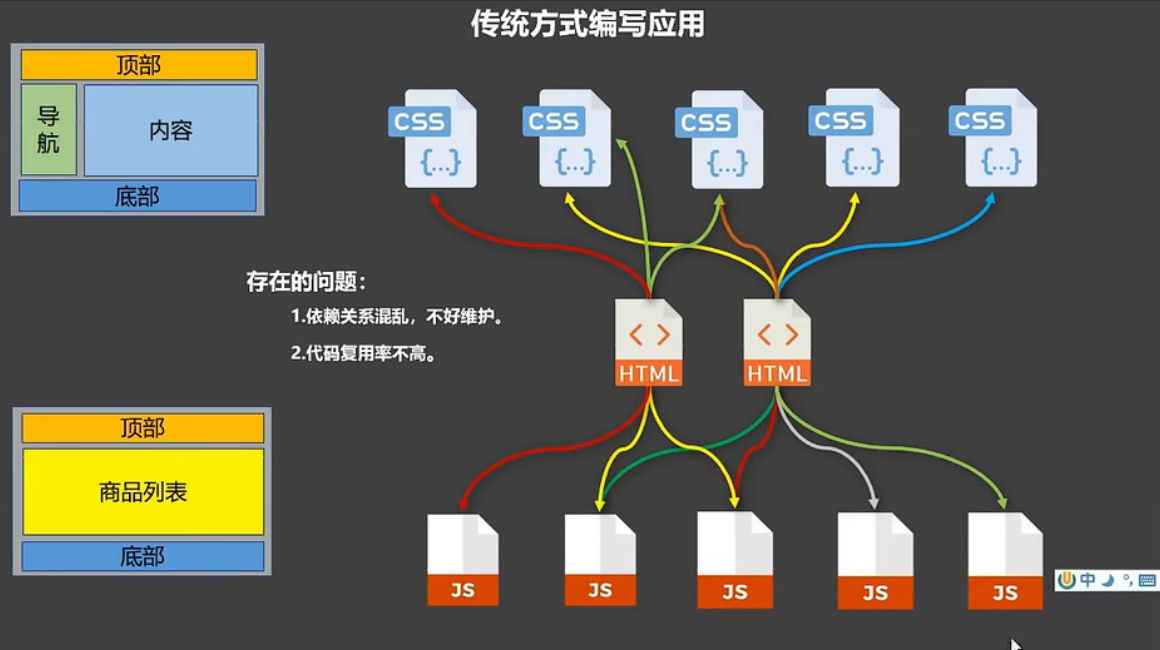 传统方式编写应用
顶部
导航
内容
底部
CSS
{...}
CSS
{...}
CSS
{...}
CSS
{...}
CSS
{...}
存在的问题：
1.依赖关系混乱，不好维护。
2.代码复用率不高。
< >
HTML
< >
HTML
顶部
商品列表
底部
JS
JS
JS
JS
JS
中